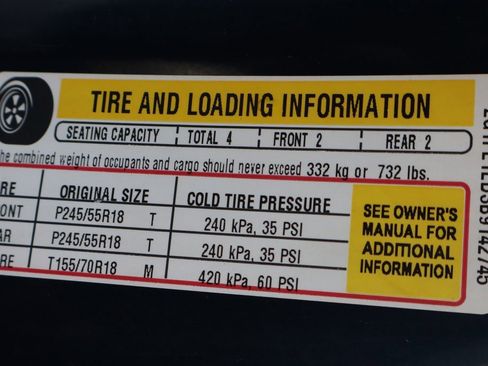 TIRE AND LOADING INFORMATION
SEATING CAPACITY TOTAL 4 FRONT 2 REAR 2
he combined weight of occupants and cargo should never exceed 332 kg or 732 lbs.
RE ORIGINAL SIZE COLD TIRE PRESSURE
ONT P245/55R18 T 240 kPa, 35 PSI
AR P245/55R18 T 240 kPa, 35 PSI
RE T155/70R18 M 420 kPa, 60 PSI
SEE OWNER'S
MANUAL FOR
ADDITIONAL
INFORMATION